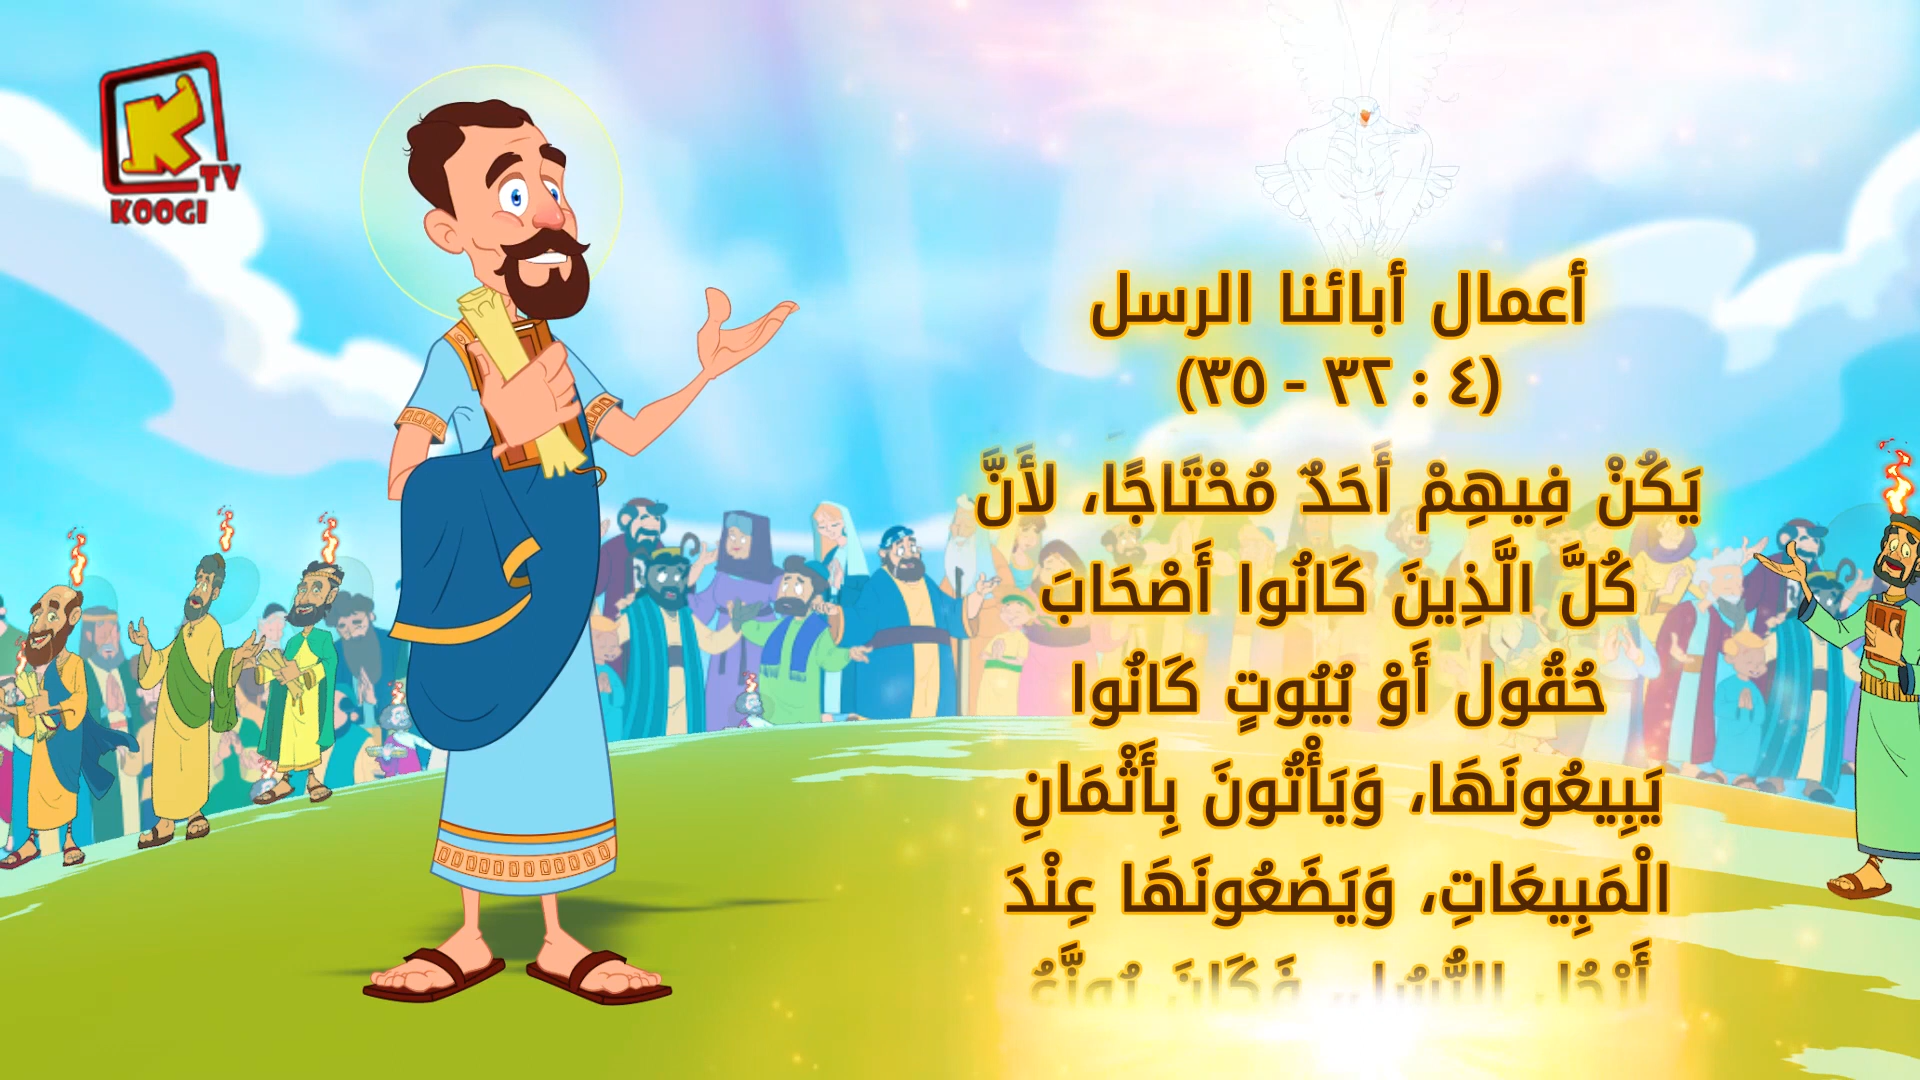 K TV
KOOGI
أعمال أبائنا الرسل
(٤ : ٣٢ - ٣٥)
يَكُنْ فِيهِمْ أَحَدٌ مُحْتَاجًا، لأَنَّ
كُلَّ الَّذِينَ كَانُوا أَصْحَابَ
حُقُول أَوْ بُيُوتٍ كَانُوا
يَبِيعُونَهَا، وَيَأْتُونَ بِأَثْمَانِ
الْمَبِيعَاتِ، وَيَضَعُونَهَا عِنْدَ